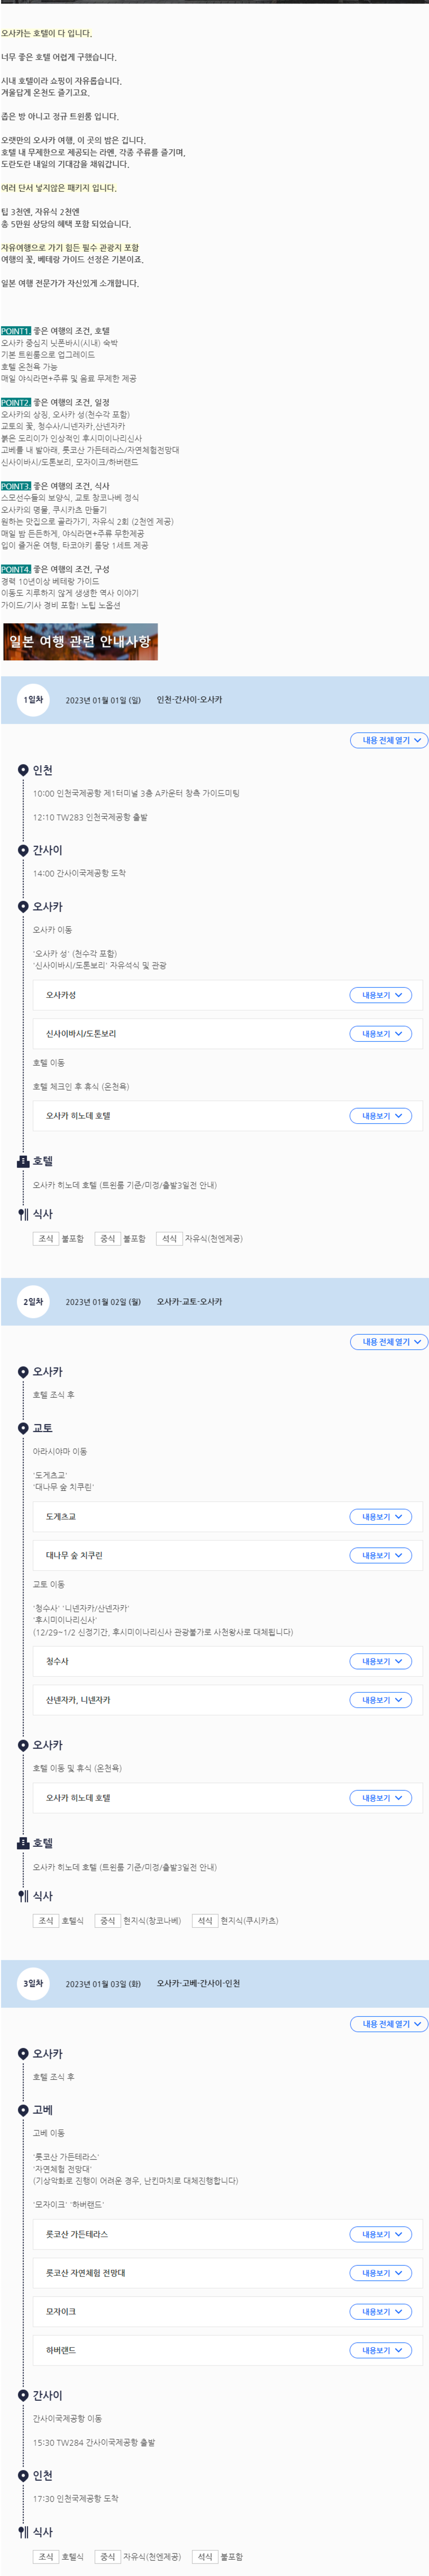 오사카는 호텔이 다 입니다.
너무 좋은 호텔 어렵게 구했습니다.
시내 호텔이라 쇼핑이 자유롭습니다.
겨울답게 온천도 즐기고요.
좁은 방 아니고 정규 트윈룸 입니다.
오랫만의 오사카 여행, 이 곳의 밤은 깁니다.
호텔 내 무제한으로 제공되는 라멘, 각종 주류를 즐기며,
도란도란 내일의 기대감을 채워갑니다.
여러 단서 넣지않은 패키지 입니다.
팁 3천엔, 자유식 2천엔
총 5만원 상당의 혜택 포함 되었습니다.
자유여행으로 가기 힘든 필수 관광지 포함
여행의 꽃, 베테랑 가이드 선정은 기본이죠.
일본 여행 전문가가 자신있게 소개합니다.
POINT1. 좋은 여행의 조건, 호텔
오사카 중심지 닛폰바시(시내) 숙박
기본 트윈룸으로 업그레이드
호텔 온천욕 가능
매일 야식라면+주류 및 음료 무제한 제공
POINT2. 좋은 여행의 조건, 일정
오사카의 상징, 오사카 성(천수각 포함)
교토의 꽃, 청수사/니넨자카,산넨자카
붉은 도리이가 인상적인 후시미이나리신사
고베를 내 발아래, 롯코산 가든테라스/자연체험전망대
신사이바시/도톤보리, 모자이크/하버랜드
POINT3. 좋은 여행의 조건, 식사
스모선수들의 보양식, 교토 창코나베 정식
오사카의 명물, 쿠시카츠 만들기
원하는 맛집으로 골라가기, 자유식 2회 (2천엔 제공)
매일 밤 든든하게, 야식라면+주류 무한제공
입이 즐거운 여행, 타코야키 룸당 1세트 제공
POINT4. 좋은 여행의 조건, 구성
경력 10년이상 베테랑 가이드
이동도 지루하지 않게 생생한 역사 이야기
가이드/기사 경비 포함! 노팁 노옵션
일본 여행 관련 안내사항
1일차 2023년 01월 01일 (일) 인천-간사이-오사카
내용 전체 열기
인천
10:00 인천국제공항 제1터미널 3층 A카운터 창측 가이드미팅
12:10 TW283 인천국제공항 출발
간사이
14:00 간사이국제공항 도착
오사카
오사카 이동
'오사카 성' (천수각 포함)
'신사이바시/도톤보리' 자유석식 및 관광
오사카성 내용보기
신사이바시/도톤보리 내용보기
호텔 이동
호텔 체크인 후 휴식 (온천욕)
오사카 히노데 호텔 내용보기
호텔
오사카 히노데 호텔 (트윈룸 기준/미정/출발3일전 안내)
식사
조식 불포함 중식 불포함 석식 자유식(천엔제공)
2일차 2023년 01월 02일 (월) 오사카-교토-오사카
내용 전체 열기
오사카
호텔 조식 후
교토
아라시야마 이동
'도게츠교'
'대나무 숲 치쿠린'
도게츠교 내용보기
대나무 숲 치쿠린 내용보기
교토 이동
'청수사' '니넨자카/산넨자카'
'후시미이나리신사'
(12/29~1/2 신정기간, 후시미이나리신사 관광불가로 사천왕사로 대체됩니다)
청수사 내용보기
산넨자카, 니넨자카 내용보기
오사카
호텔 이동 및 휴식 (온천욕)
오사카 히노데 호텔 내용보기
호텔
오사카 히노데 호텔 (트윈룸 기준/미정/출발3일전 안내)
식사
조식 호텔식 중식 현지식(창코나베) 석식 현지식(쿠시카츠)
3일차 2023년 01월 03일 (화) 오사카-고베-간사이-인천
내용 전체 열기
오사카
호텔 조식 후
고베
고베 이동
'롯코산 가든테라스'
'자연체험 전망대'
(기상악화로 진행이 어려운 경우, 난킨마치로 대체진행합니다)
'모자이크' '하버랜드'
롯코산 가든테라스 내용보기
롯코산 자연체험 전망대 내용보기
모자이크 내용보기
하버랜드 내용보기
간사이
간사이국제공항 이동
15:30 TW284 간사이국제공항 출발
인천
17:30 인천국제공항 도착
식사
조식 호텔식 중식 자유식(천엔제공) 석식 불포함